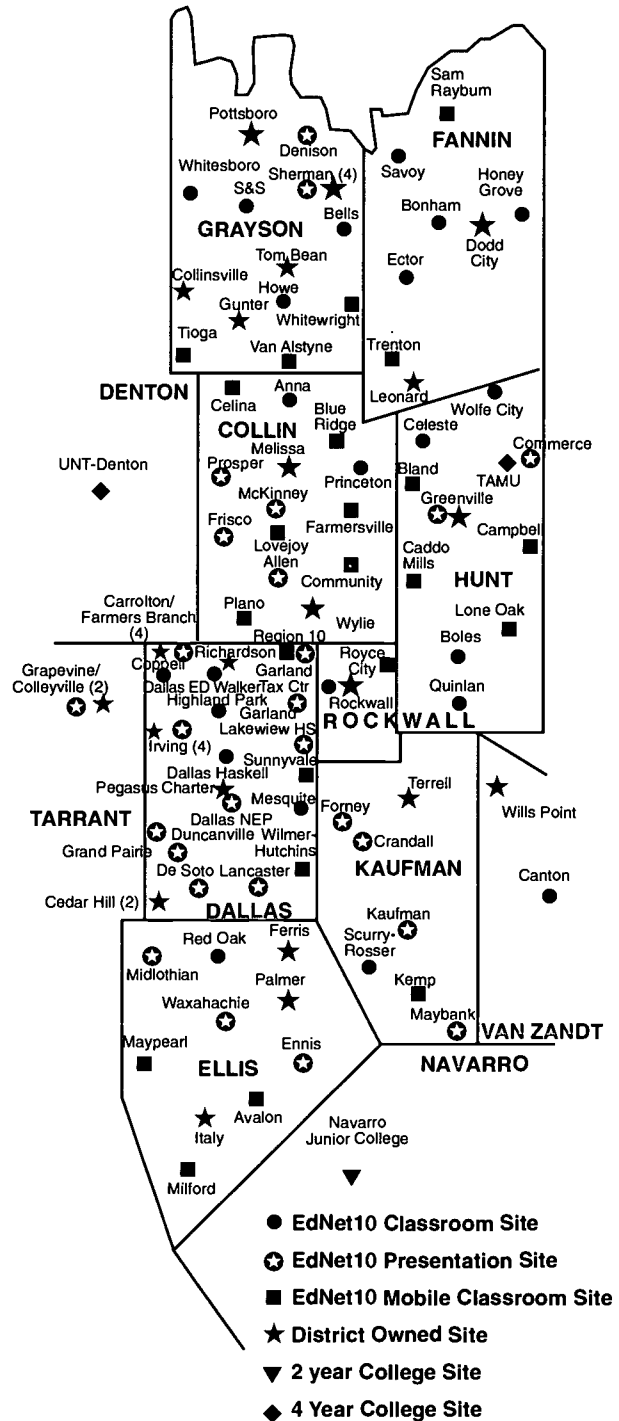 Sam
Rayburn
Pottsboro
FANNIN
Denison
Savoy
Whitesboro
Sherman (4)
Honey
Grove
S&S
Bonham
Bells
GRAYSON
Dodd
City
Tom Bean
Ector
Collinsville
Howe
Gunter
Whitewright
Tioga
Van Alstyne
Trenton
Leonard
DENTON
Anna
Celina
Wolfe City
Blue
Ridge
COLLIN
Celeste
Melissa
Commerce
UNT-Denton
Prosper
Princeton
Bland
TAMU
McKinney
Greenville
Frisco
Farmersville
Campbell
Lovejoy
Caddo
Mills
Allen
Community
HUNT
Carrolton/
Farmers Branch
(4)
Plano
Wylie
Lone Oak
Region 10
Boles
Richardson
Garland
Royce
City
Coppell
Grapevine/
Colleyville (2)
Dallas ED Walker
Tax Ctr
Quinlan
Highland Park
Garland
Rockwall
ROCKWALL
Lakewiew HS
Irving (4)
Sunnyvale
Dallas Haskell
Terrell
Pegasus Charter
Wills Point
Mesquite
Forney
TARRANT
Dallas NEP
Duncanville
Wilmer-
Hutchins
Crandall
Grand Pairie
KAUFMAN
De Soto
Lancaster
Canton
Cedar Hill (2)
DALLAS
Kaufman
Ferris
Red Oak
Scurry-
Rosser
Midlothian
Palmer
Kemp
Waxahachie
Maybank
VAN ZANDT
Maypearl
Ennis
ELLIS
NAVARRO
Avalon
Italy
Navarro
Junior College
Milford
EdNet10 Classroom Site
EdNet10 Presentation Site
EdNet10 Mobile Classroom Site
District Owned Site
2 year College Site
4 Year College Site